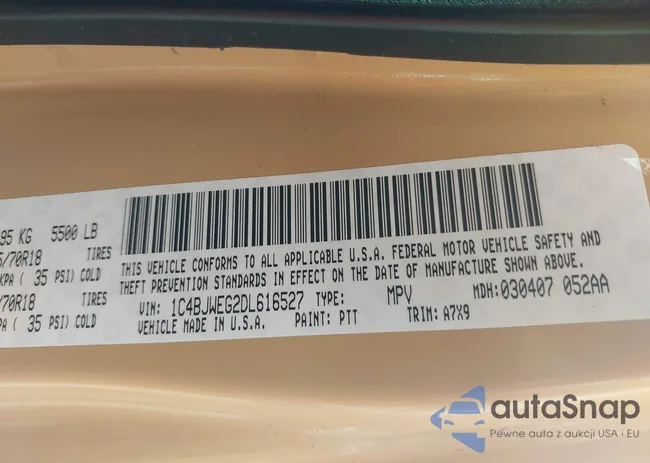 95 KG 5500 LB
/70R18 TIRES
KPA ( 35 PSI) COLD
/70R18 TIRES
PA ( 35 PSI) COLD
THIS VEHICLE CONFORMS TO ALL APPLICABLE U.S.A. FEDERAL MOTOR VEHICLE SAFETY AND
THEFT PREVENTION STANDARDS IN EFFECT ON THE DATE OF MANUFACTURE SHOWN ABOVE.
VIN: 1C4BJWEG2DL616527 TYPE: MPV MDH: 030407 052AA
VEHICLE MADE IN U.S.A. PAINT: PTT TRIM: A7X9
autaSnap
Pewne auta z aukcji USA i EU